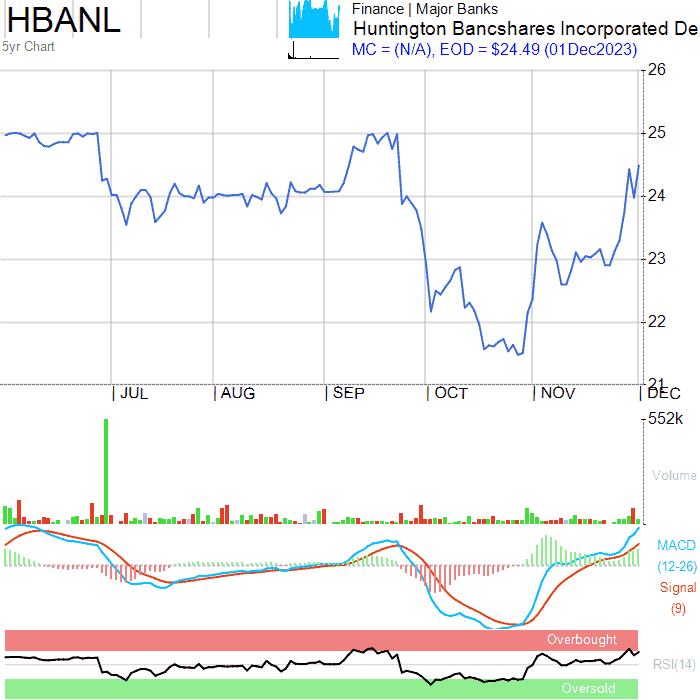 HBANL
5yr Chart
Finance | Major Banks
Huntington Bancshares Incorporated De
MC = (N/A), EOD = $24.49 (01Dec2023)
26
25
24
23
22
21
JUL AUG SEP OCT NOV DEC
552k
Volume
MACD
(12-26)
Signal
(9)
Overbought
RSI(14)
Oversold